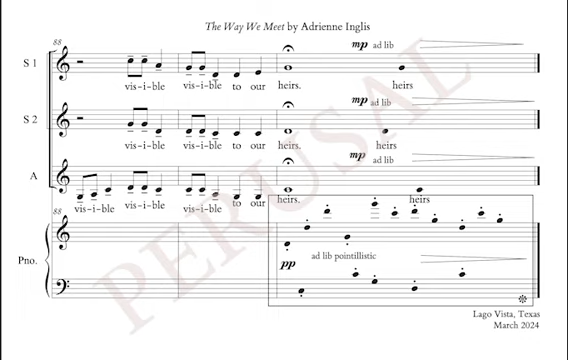 The Way We Meet by Adrienne Inglis
88
mp ad lib
S 1
vis-i-ble vis-i-ble to our heirs. heirs
mp ad lib
S 2
vis-i-ble vis-i-ble to our heirs. heirs
mp ad lib
A
vis-i-ble vis-i-ble vis-i-ble to our heirs. heirs
88
Pno.
pp ad lib pointillistic
Lago Vista, Texas
March 2024
PERUSAL